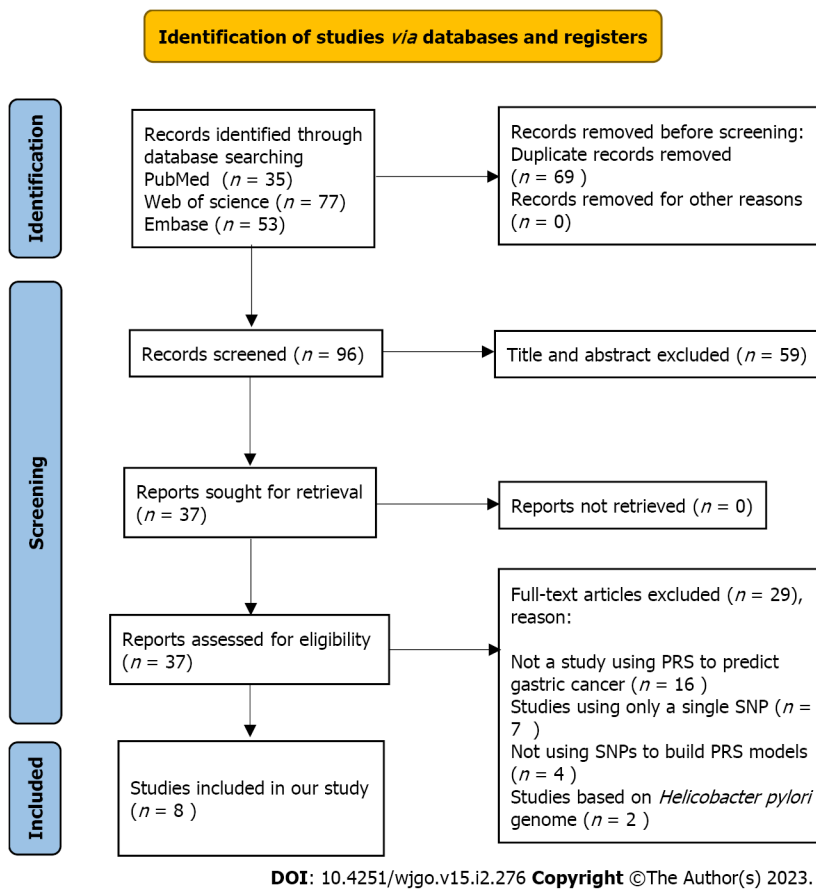 Identification of studies via databases and registers
Identification
Records identified through
database searching
PubMed (n = 35)
Web of science (n = 77)
Embase (n = 53)
Records removed before screening:
Duplicate records removed
(n = 69 )
Records removed for other reasons
(n = 0)
Screening
Records screened (n = 96)
Title and abstract excluded (n = 59)
Reports sought for retrieval
(n = 37)
Reports not retrieved (n = 0)
Reports assessed for eligibility
(n = 37)
Full-text articles excluded (n = 29),
reason:
Not a study using PRS to predict
gastric cancer (n = 16 )
Studies using only a single SNP (n =
7 )
Not using SNPs to build PRS models
(n = 4 )
Studies based on Helicobacter pylori
genome (n = 2 )
Included
Studies included in our study
(n = 8 )
DOI: 10.4251/wjgo.v15.i2.276 Copyright ©The Author(s) 2023.